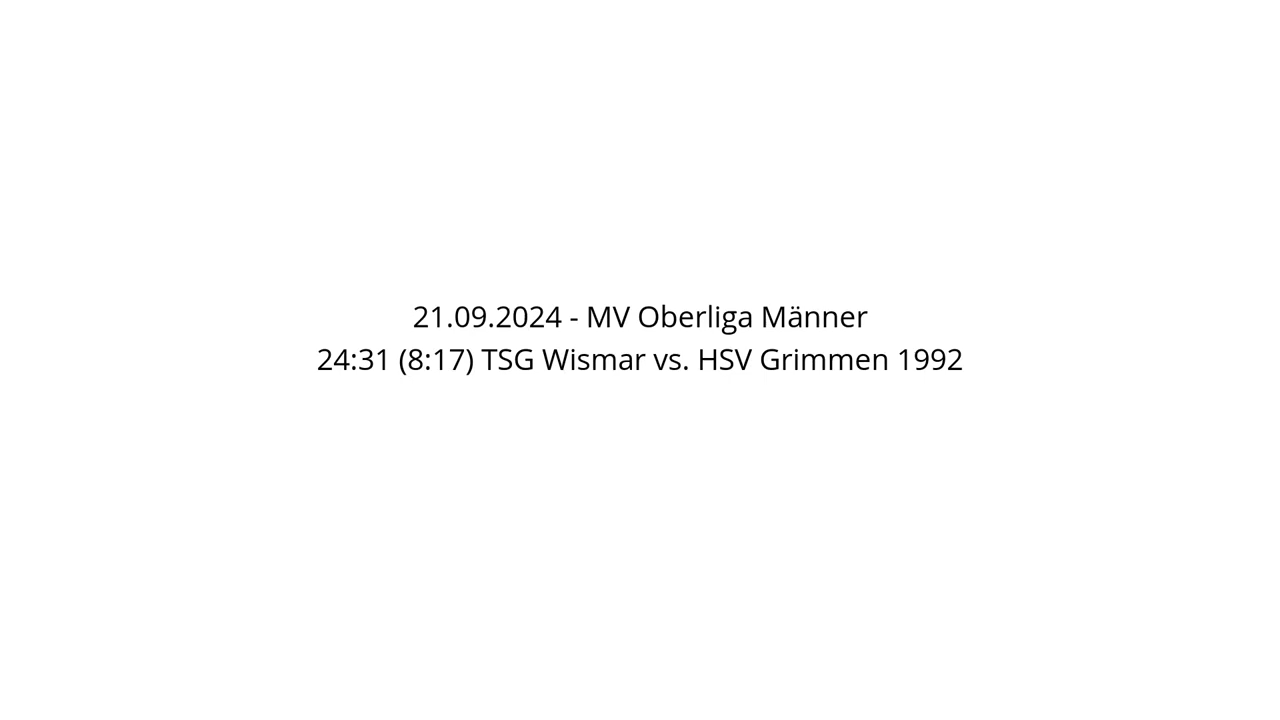 21.09.2024 - MV Oberliga Männer
24:31 (8:17) TSG Wismar vs. HSV Grimmen 1992